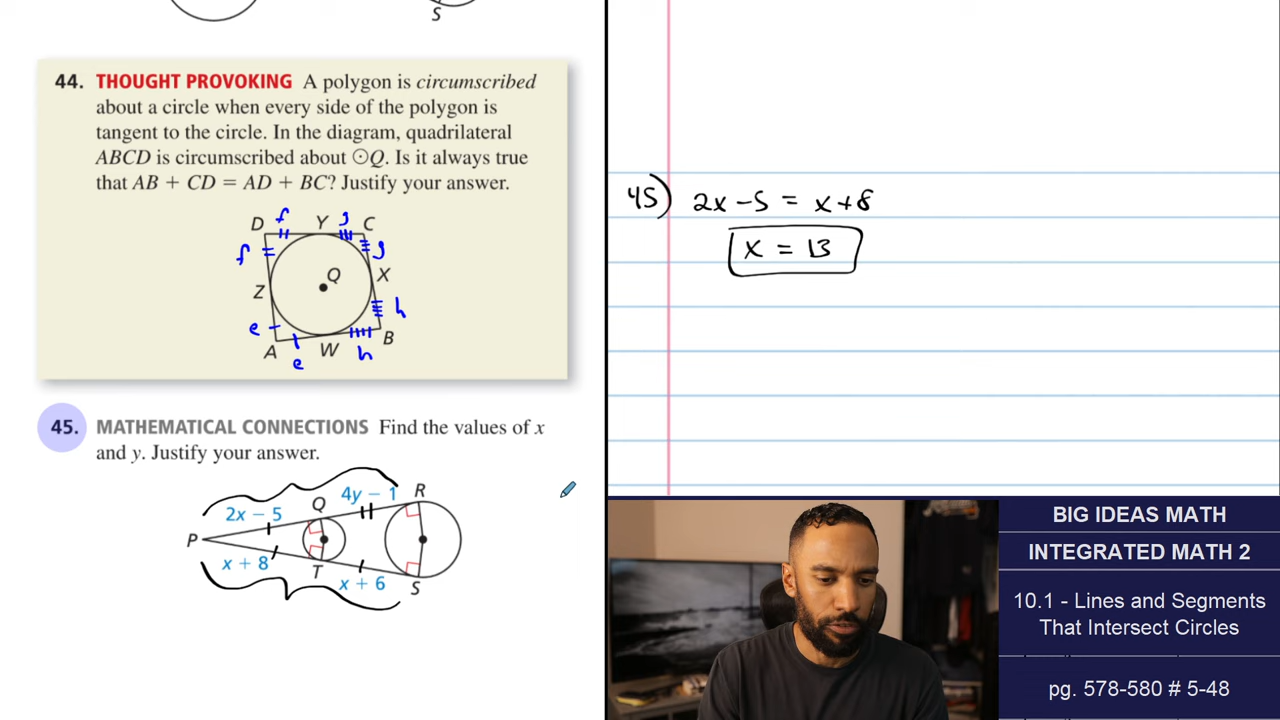 S
44. THOUGHT PROVOKING A polygon is circumscribed
about a circle when every side of the polygon is
tangent to the circle. In the diagram, quadrilateral
ABCD is circumscribed about ⊙Q. Is it always true
that AB + CD = AD + BC? Justify your answer.
f g
D Y C
f g
Q X
Z
e h
A W B
e h
45. MATHEMATICAL CONNECTIONS Find the values of x
and y. Justify your answer.
4y − 1 R
2x − 5 Q
P
x + 8 T
x + 6 S
45) 2x - 5 = x + 8
x = 13
BIG IDEAS MATH
INTEGRATED MATH 2
10.1 - Lines and Segments
That Intersect Circles
pg. 578-580 # 5-48